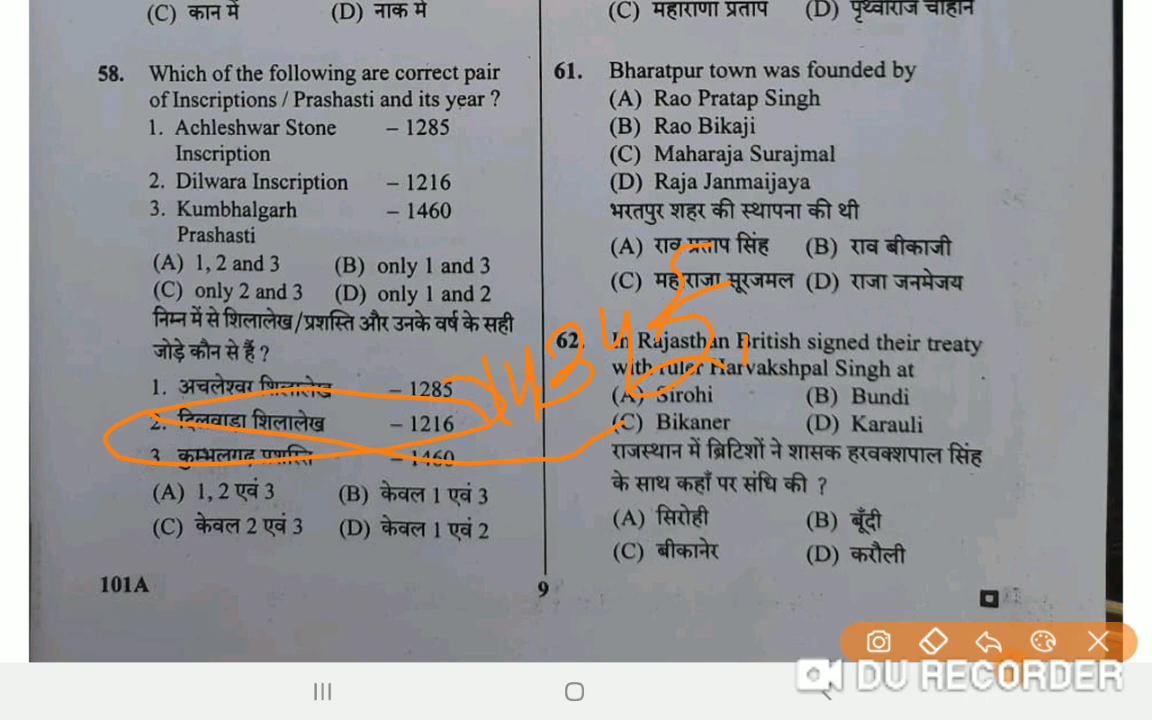 (C) कान में (D) नाक में
58. Which of the following are correct pair
of Inscriptions / Prashasti and its year ?
1. Achleshwar Stone – 1285
Inscription
2. Dilwara Inscription – 1216
3. Kumbhalgarh – 1460
Prashasti
(A) 1, 2 and 3 (B) only 1 and 3
(C) only 2 and 3 (D) only 1 and 2
निम्न में से शिलालेख/प्रशस्ति और उनके वर्ष के सही
जोड़े कौन से हैं ?
1. अचलेश्वर शिलालेख – 1285
2. दिलवाड़ा शिलालेख – 1216
3. कुम्भलगढ़ प्रशस्ति – 1460
(A) 1, 2 एवं 3 (B) केवल 1 एवं 3
(C) केवल 2 एवं 3 (D) केवल 1 एवं 2
101A
9
(C) महाराणा प्रताप (D) पृथ्वीराज चौहान
61. Bharatpur town was founded by
(A) Rao Pratap Singh
(B) Rao Bikaji
(C) Maharaja Surajmal
(D) Raja Janmaijaya
भरतपुर शहर की स्थापना की थी
(A) राव प्रताप सिंह (B) राव बीकाजी
(C) महाराजा सूरजमल (D) राजा जनमेजय
62. In Rajasthan British signed their treaty
with ruler Harvakshpal Singh at
(A) Sirohi (B) Bundi
(C) Bikaner (D) Karauli
राजस्थान में ब्रिटिशों ने शासक हरवक्शपाल सिंह
के साथ कहाँ पर संधि की ?
(A) सिरोही (B) बूँदी
(C) बीकानेर (D) करौली
DU RECORDER